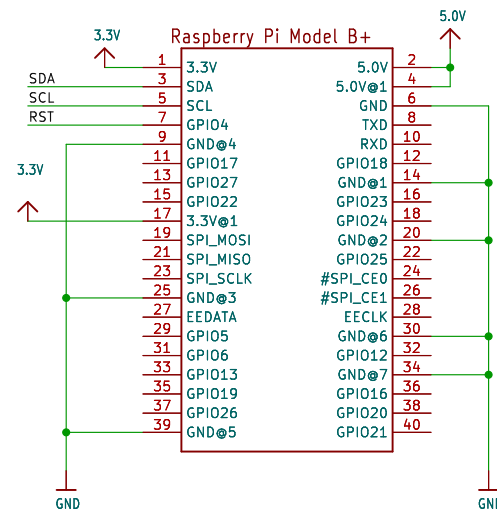 5.0V
3.3V
Raspberry Pi Model B+
1 3.3V 5.0V 2
SDA 3 SDA 5.0V@1 4
SCL 5 SCL GND 6
RST 7 GPIO4 TXD 8
9 GND@4 RXD 10
11 GPIO17 GPIO18 12
3.3V
13 GPIO27 GND@1 14
15 GPIO22 GPIO23 16
17 3.3V@1 GPIO24 18
19 SPI_MOSI GND@2 20
21 SPI_MISO GPIO25 22
23 SPI_SCLK #SPI_CE0 24
25 GND@3 #SPI_CE1 26
27 EEDATA EECLK 28
29 GPIO5 GND@6 30
31 GPIO6 GPIO12 32
33 GPIO13 GND@7 34
35 GPIO19 GPIO16 36
37 GPIO26 GPIO20 38
39 GND@5 GPIO21 40
GND GND